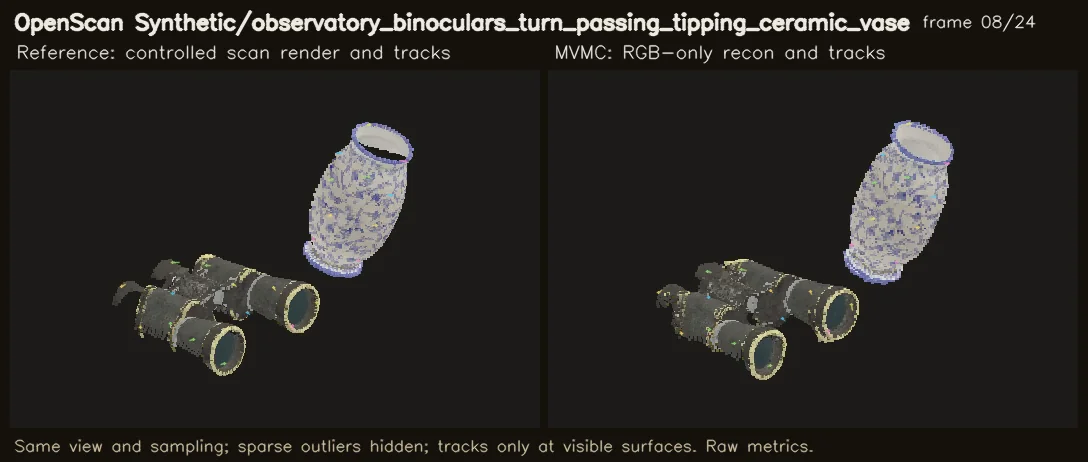 OpenScan Synthetic/observatory_binoculars_turn_passing_tipping_ceramic_vase frame 08/24
Reference: controlled scan render and tracks
MVMC: RGB-only recon and tracks
Same view and sampling; sparse outliers hidden; tracks only at visible surfaces. Raw metrics.